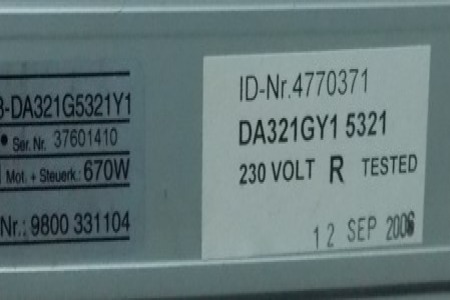 3-DA321G5321Y1
• Ser. Nr. 37601410
Mot. + Steuerk.: 670W
Nr.: 9800 331104
ID-Nr.4770371
DA321GY1 5321
230 VOLT R TESTED
12 SEP 2006